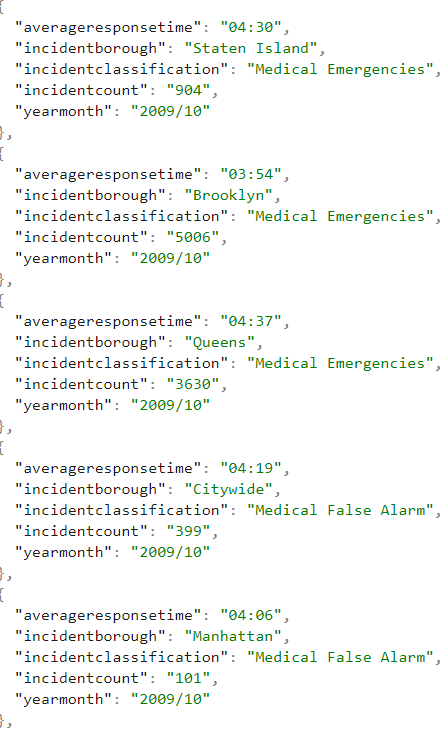 {
"averageresponsetime": "04:30",
"incidentborough": "Staten Island",
"incidentclassification": "Medical Emergencies",
"incidentcount": "904",
"yearmonth": "2009/10"
},
{
"averageresponsetime": "03:54",
"incidentborough": "Brooklyn",
"incidentclassification": "Medical Emergencies",
"incidentcount": "5006",
"yearmonth": "2009/10"
},
{
"averageresponsetime": "04:37",
"incidentborough": "Queens",
"incidentclassification": "Medical Emergencies",
"incidentcount": "3630",
"yearmonth": "2009/10"
},
{
"averageresponsetime": "04:19",
"incidentborough": "Citywide",
"incidentclassification": "Medical False Alarm",
"incidentcount": "399",
"yearmonth": "2009/10"
},
{
"averageresponsetime": "04:06",
"incidentborough": "Manhattan",
"incidentclassification": "Medical False Alarm",
"incidentcount": "101",
"yearmonth": "2009/10"
},